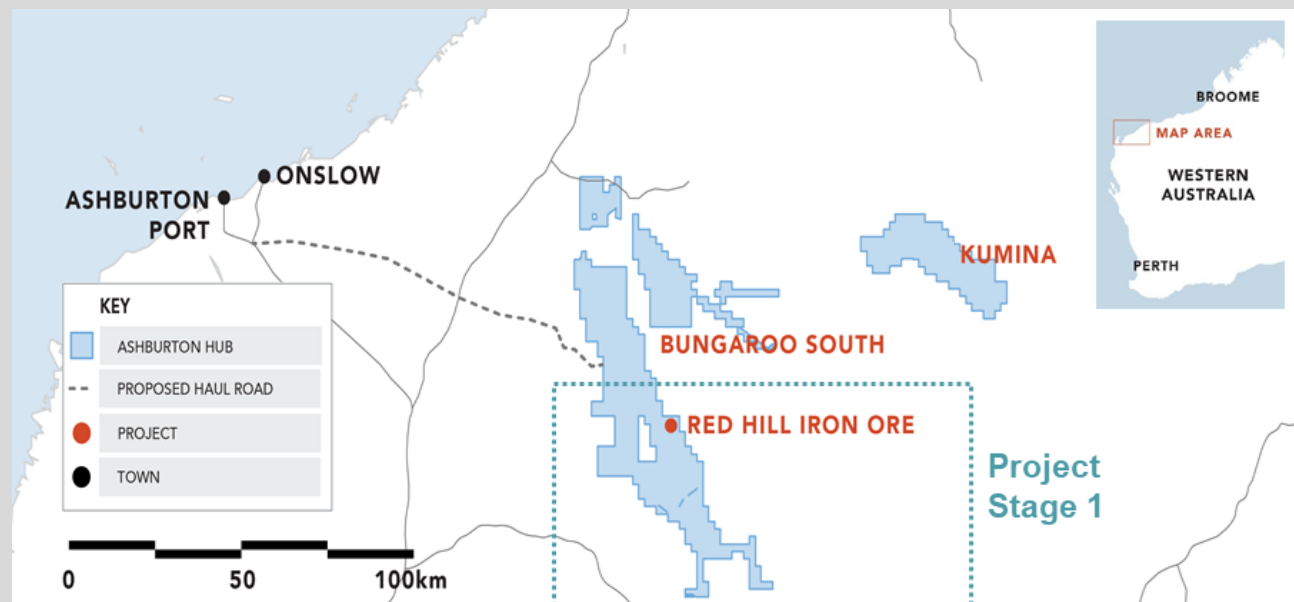 BROOME
MAP AREA
WESTERN
AUSTRALIA
PERTH
ONSLOW
ASHBURTON
PORT
KUMINA
BUNGAROO SOUTH
RED HILL IRON ORE
Project
Stage 1
KEY
ASHBURTON HUB
PROPOSED HAUL ROAD
PROJECT
TOWN
0 50 100km